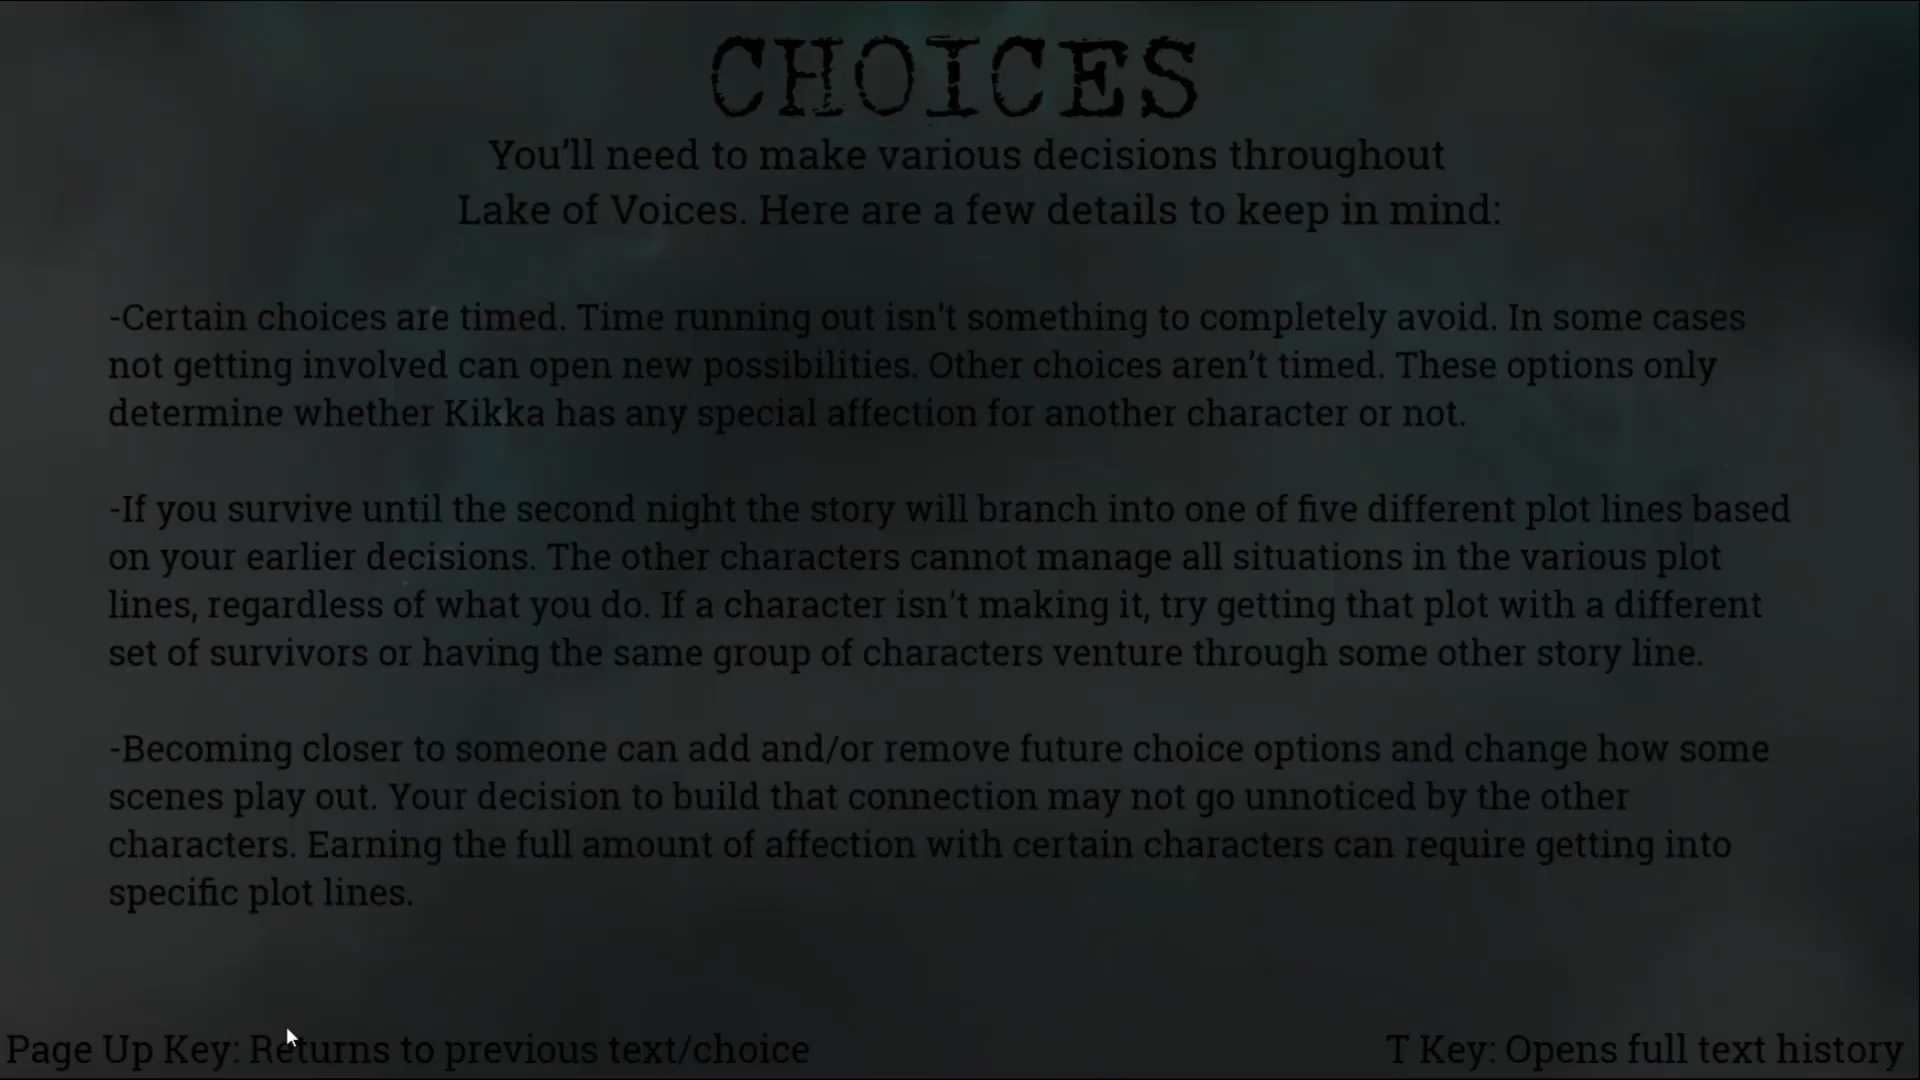 CHOICES
You'll need to make various decisions throughout
Lake of Voices. Here are a few details to keep in mind:
-Certain choices are timed. Time running out isn't something to completely avoid. In some cases
not getting involved can open new possibilities. Other choices aren't timed. These options only
determine whether Kikka has any special affection for another character or not.
-If you survive until the second night the story will branch into one of five different plot lines based
on your earlier decisions. The other characters cannot manage all situations in the various plot
lines, regardless of what you do. If a character isn't making it, try getting that plot with a different
set of survivors or having the same group of characters venture through some other story line.
-Becoming closer to someone can add and/or remove future choice options and change how some
scenes play out. Your decision to build that connection may not go unnoticed by the other
characters. Earning the full amount of affection with certain characters can require getting into
specific plot lines.
Page Up Key: Returns to previous text/choice
T Key: Opens full text history